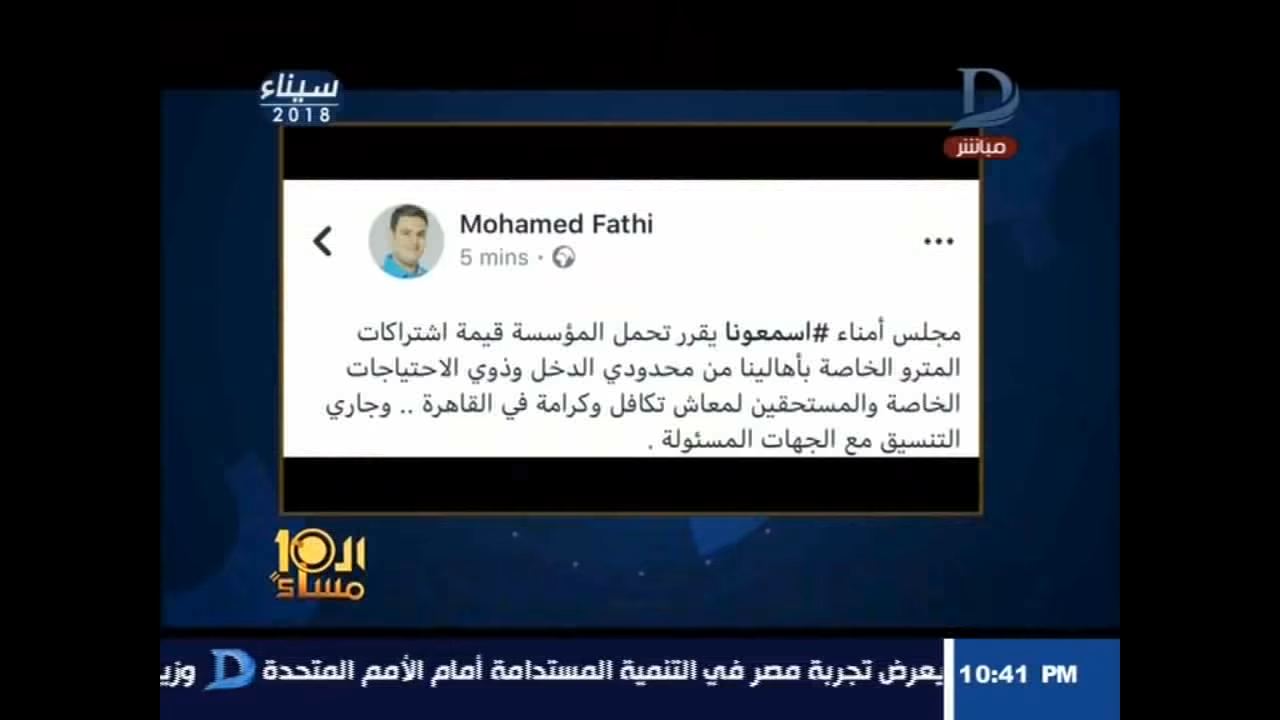 سيناء
2018
مباشر
Mohamed Fathi
5 mins
مجلس أمناء #اسمعونا يقرر تحمل المؤسسة قيمة اشتراكات
المترو الخاصة بأهالينا من محدودي الدخل وذوي الاحتياجات
الخاصة والمستحقين لمعاش تكافل وكرامة في القاهرة .. وجاري
التنسيق مع الجهات المسئولة .
العاشرة مساءً
10:41 PM
يعرض تجربة مصر في التنمية المستدامة أمام الأمم المتحدة